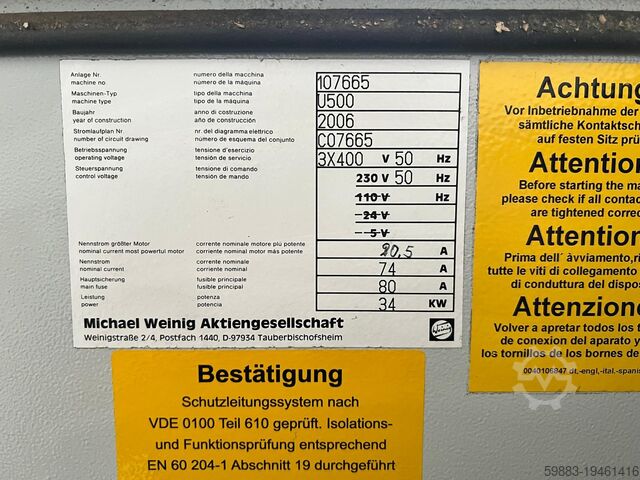 Anlage Nr. numero della macchina 107665
machine no número de la máquina
Maschinen-Typ tipo della macchina U500
machine type tipo de la máquina
Baujahr anno di costruzione 2006
year of construction año de construcción
Stromlaufplan Nr. nr. del diagramma elettrico C07665
number of circuit drawing número de esquema del conjunto
Betriebsspannung tensione d'esercizio 3X400 V 50 Hz
operating voltage tensión de servicio
Steuerspannung tensione di comando 230 V 50 Hz
control voltage tensión de mando
110 V Hz
24 V
5 V
Nennstrom größter Motor corrente nominale motore più potente A
nominal current most powerful motor corriente nominal motor más potente
Nennstrom corrente nominale 74 A
nominal current corriente nominal
Hauptsicherung fusibile principale 80 A
main fuse fusible principal
Leistung potenza 34 KW
power potencia
Michael Weinig Aktiengesellschaft
Weinigstraße 2/4, Postfach 1440, D-97934 Tauberbischofsheim
Bestätigung
Schutzleitungssystem nach
VDE 0100 Teil 610 geprüft. Isolations-
und Funktionsprüfung entsprechend
EN 60 204-1 Abschnitt 19 durchgeführt
Achtung
Vor Inbetriebnahme der
sämtliche Kontaktsch
auf festen Sitz prü
Attention
Before starting the ma
please check if all contac
are tightened correct
Attention
Prima dell' àvviamento,ri
tutte le viti di collegamento
di conduttura del dispos
Attenzione
Volver a apretar todos los t
de conexion del aparato y
los tornillos de los bornes de
0040106847 dt.-engl,-ital.-spanis
59883-19461416